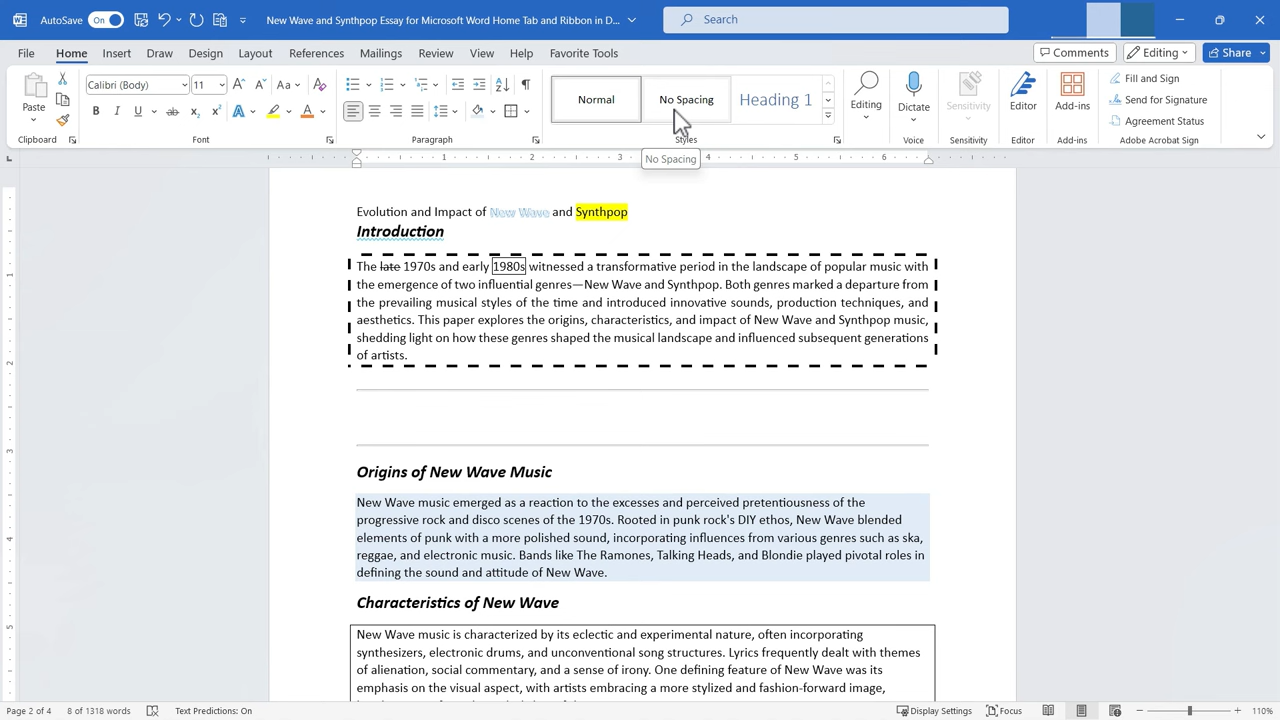 AutoSave On New Wave and Synthpop Essay for Microsoft Word Home Tab and Ribbon in D... Search
File Home Insert Draw Design Layout References Mailings Review View Help Favorite Tools Comments Editing Share
Paste Calibri (Body) 11 Normal No Spacing Heading 1 Editing Dictate Sensitivity Editor Add-ins Fill and Sign
Send for Signature
Agreement Status
Clipboard Font Paragraph Styles Voice Sensitivity Editor Add-ins Adobe Acrobat Sign
No Spacing
1 2 4 5 6
Evolution and Impact of New Wave and Synthpop
Introduction
The late 1970s and early 1980s witnessed a transformative period in the landscape of popular music with
the emergence of two influential genres—New Wave and Synthpop. Both genres marked a departure from
the prevailing musical styles of the time and introduced innovative sounds, production techniques, and
aesthetics. This paper explores the origins, characteristics, and impact of New Wave and Synthpop music,
shedding light on how these genres shaped the musical landscape and influenced subsequent generations
of artists.
Origins of New Wave Music
New Wave music emerged as a reaction to the excesses and perceived pretentiousness of the
progressive rock and disco scenes of the 1970s. Rooted in punk rock's DIY ethos, New Wave blended
elements of punk with a more polished sound, incorporating influences from various genres such as ska,
reggae, and electronic music. Bands like The Ramones, Talking Heads, and Blondie played pivotal roles in
defining the sound and attitude of New Wave.
Characteristics of New Wave
New Wave music is characterized by its eclectic and experimental nature, often incorporating
synthesizers, electronic drums, and unconventional song structures. Lyrics frequently dealt with themes
of alienation, social commentary, and a sense of irony. One defining feature of New Wave was its
emphasis on the visual aspect, with artists embracing a more stylized and fashion-forward image,
Page 2 of 4 8 of 1318 words Text Predictions: On Display Settings Focus 110%